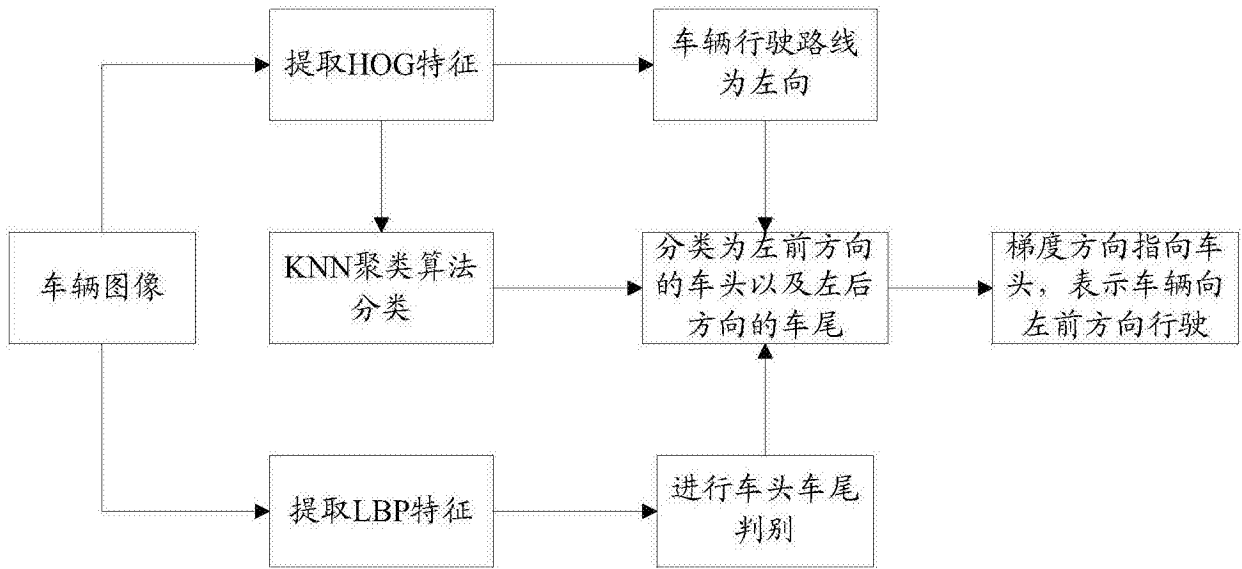 提取HOG特征
车辆行驶路线
为左向
车辆图像
KNN聚类算法
分类
分类为左前方向
的车头以及左后
方向的车尾
梯度方向指向车
头，表示车辆向
左前方向行驶
提取LBP特征
进行车头车尾
判别